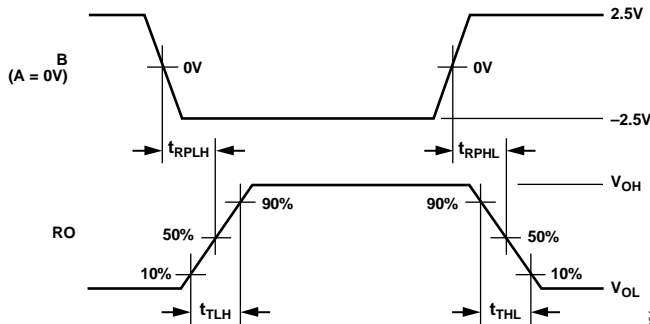 2.5V
B
(A = 0V)
0V
0V
–2.5V
tRPLH
tRPHL
VOH
90%
90%
RO
50%
50%
10%
10%
VOL
tTLH
tTHL